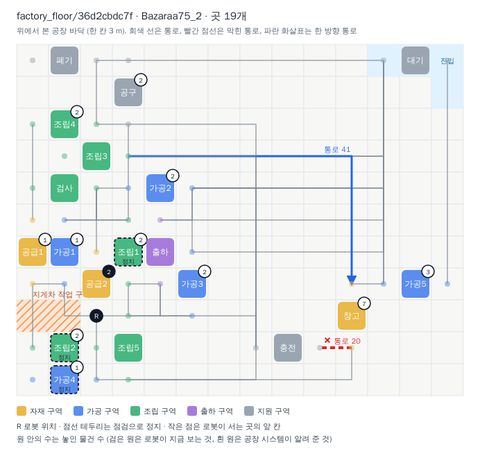 factory_floor/36d2cbdc7f · Bazaraa75_2 · 곳 19개
위에서 본 공장 바닥 (한 칸 3 m). 회색 선은 통로, 빨간 점선은 막힌 통로, 파란 화살표는 한 방향 통로
폐기
대기
진입
공구
2
조립4
2
통로 41
조립3
검사
가공2
2
공급1
1
가공1
1
조립1
2
정지
출하
공급2
2
가공3
2
가공5
3
지게차 작업 구
창고
7
R
통로 20
조립2
2
정지
조립5
충전
가공4
1
정지
자재 구역
가공 구역
조립 구역
출하 구역
지원 구역
R 로봇 위치 · 점선 테두리는 점검으로 정지 · 작은 점은 로봇이 서는 곳의 앞 칸
원 안의 수는 놓인 물건 수 (검은 원은 로봇이 지금 보는 것, 흰 원은 공장 시스템이 알려 준 것)